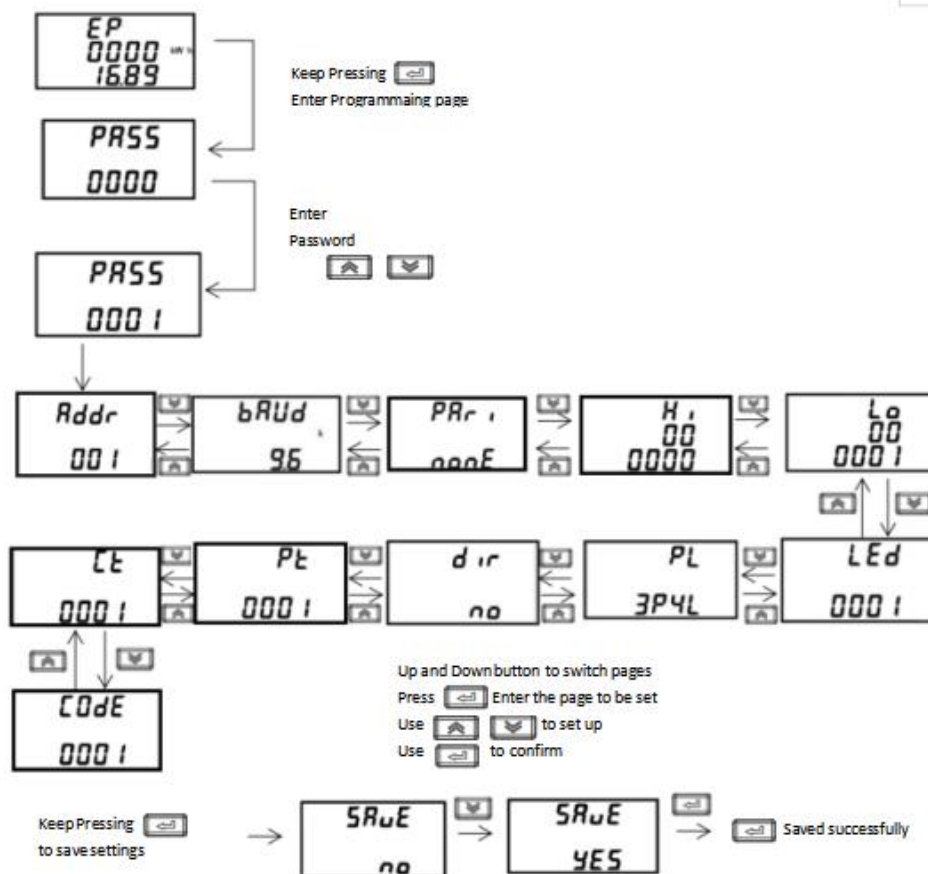 EP
0000 kW h
16.89
Keep Pressing
Enter Programmaing page
PASS
0000
Enter
Password
PASS
0001
Addr
001
bAUd
k
9.6
PAri
nonE
Hi
00
0000
Lo
00
0001
Ct
0001
Pt
0001
dir
no
PL
3P4L
LEd
0001
COdE
0001
Up and Down button to switch pages
Press Enter the page to be set
Use to set up
Use to confirm
Keep Pressing
to save settings
SAvE
no
SAvE
YES
Saved successfully